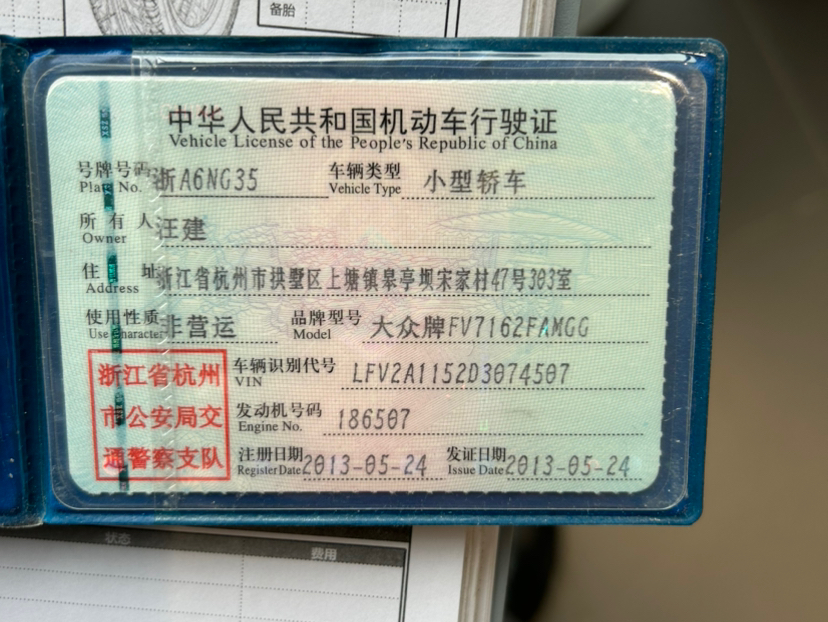 备胎
中华人民共和国机动车行驶证
Vehicle License of the People's Republic of China
号牌号码 浙A6NG35 车辆类型 小型轿车
Plate No. Vehicle Type
所有人 汪建
Owner
住址 浙江省杭州市拱墅区上塘镇皋亭坝宋家村47号303室
Address
使用性质 非营运 品牌型号 大众牌FV7162FAMGG
Use Character Model
浙江省杭州 车辆识别代号 LFV2A1152D3074507
VIN
市公安局交 发动机号码 186507
Engine No.
通警察支队 注册日期 2013-05-24 发证日期 2013-05-24
Register Date Issue Date
状态 费用